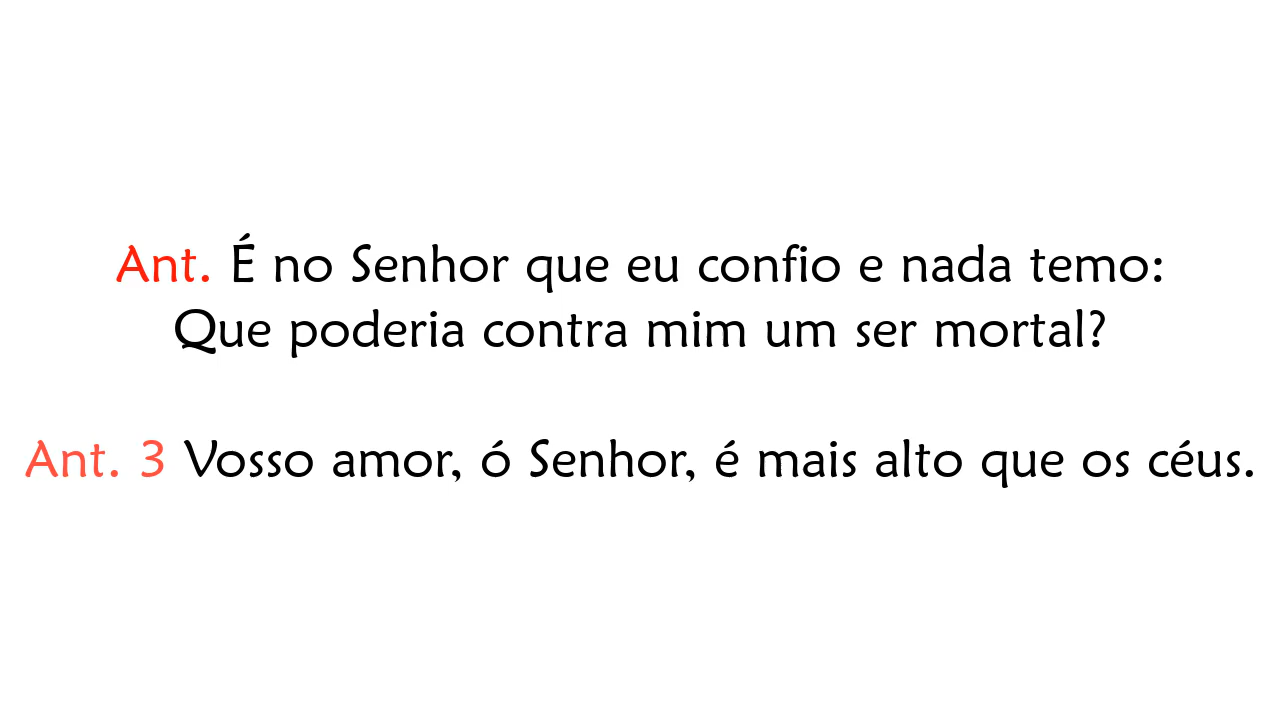 Ant. É no Senhor que eu confio e nada temo:
Que poderia contra mim um ser mortal?
Ant. 3 Vosso amor, ó Senhor, é mais alto que os céus.